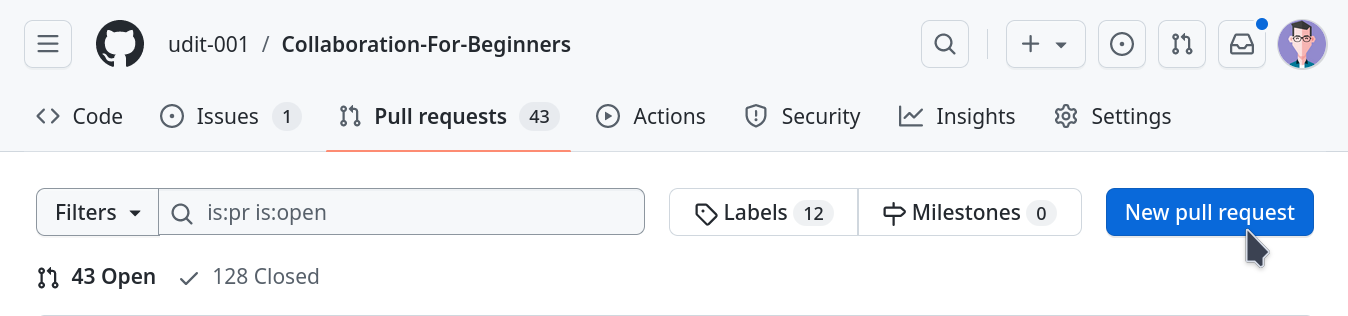 udit-001 / Collaboration-For-Beginners
Code Issues 1 Pull requests 43 Actions Security Insights Settings
Filters is:pr is:open Labels 12 Milestones 0 New pull request
43 Open 128 Closed